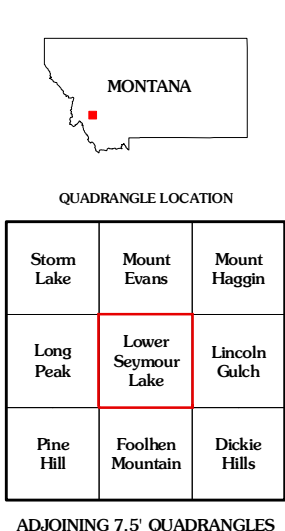 MONTANA
QUADRANGLE LOCATION
Storm
Lake
Mount
Evans
Mount
Haggin
Long
Peak
Lower
Seymour
Lake
Lincoln
Gulch
Pine
Hill
Foolhen
Mountain
Dickie
Hills
ADJOINING 7.5' QUADRANGLES